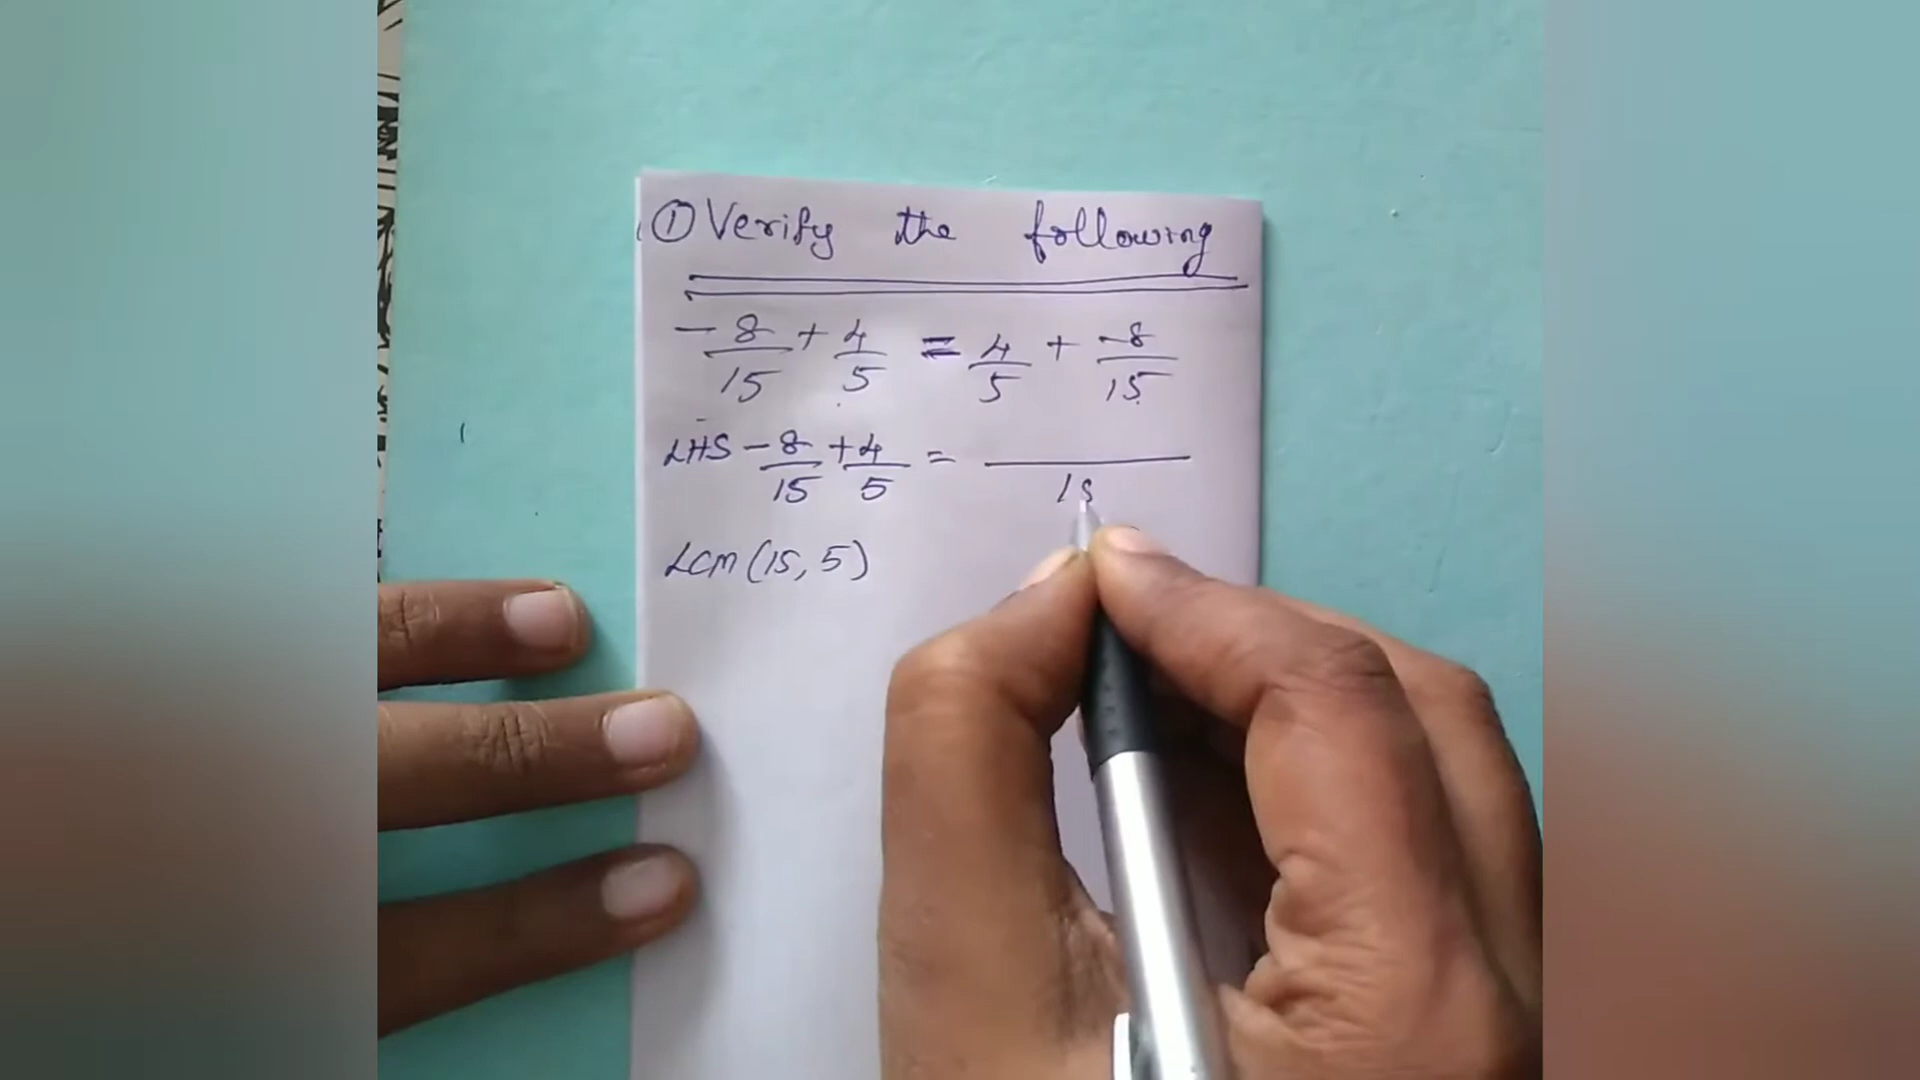 ① Verify the following
-8/15 + 4/5 = 4/5 + -8/15
LHS -8/15 + 4/5 = /15
LCM (15, 5)